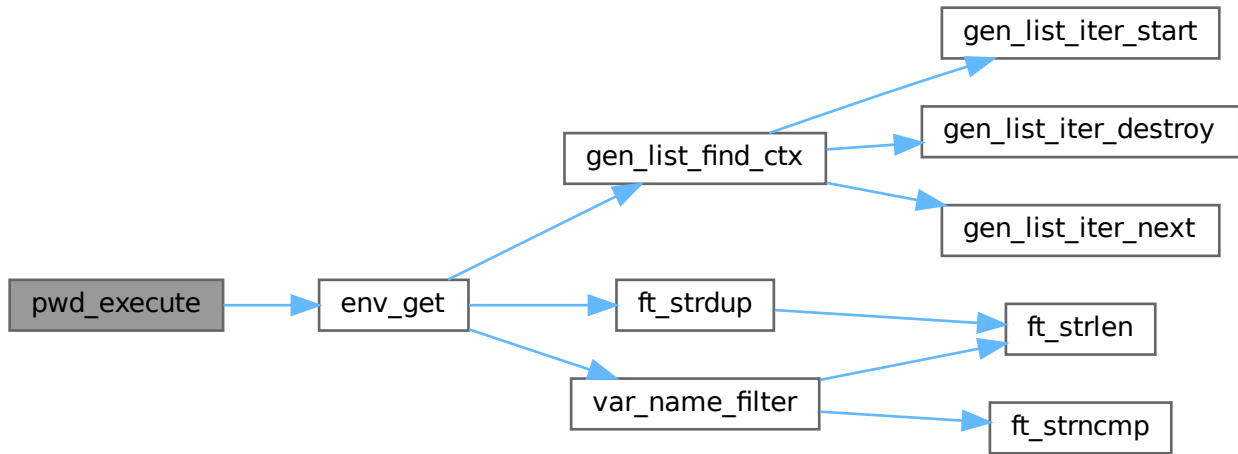 gen_list_iter_start
gen_list_iter_destroy
gen_list_find_ctx
gen_list_iter_next
pwd_execute
env_get
ft_strdup
ft_strlen
var_name_filter
ft_strncmp